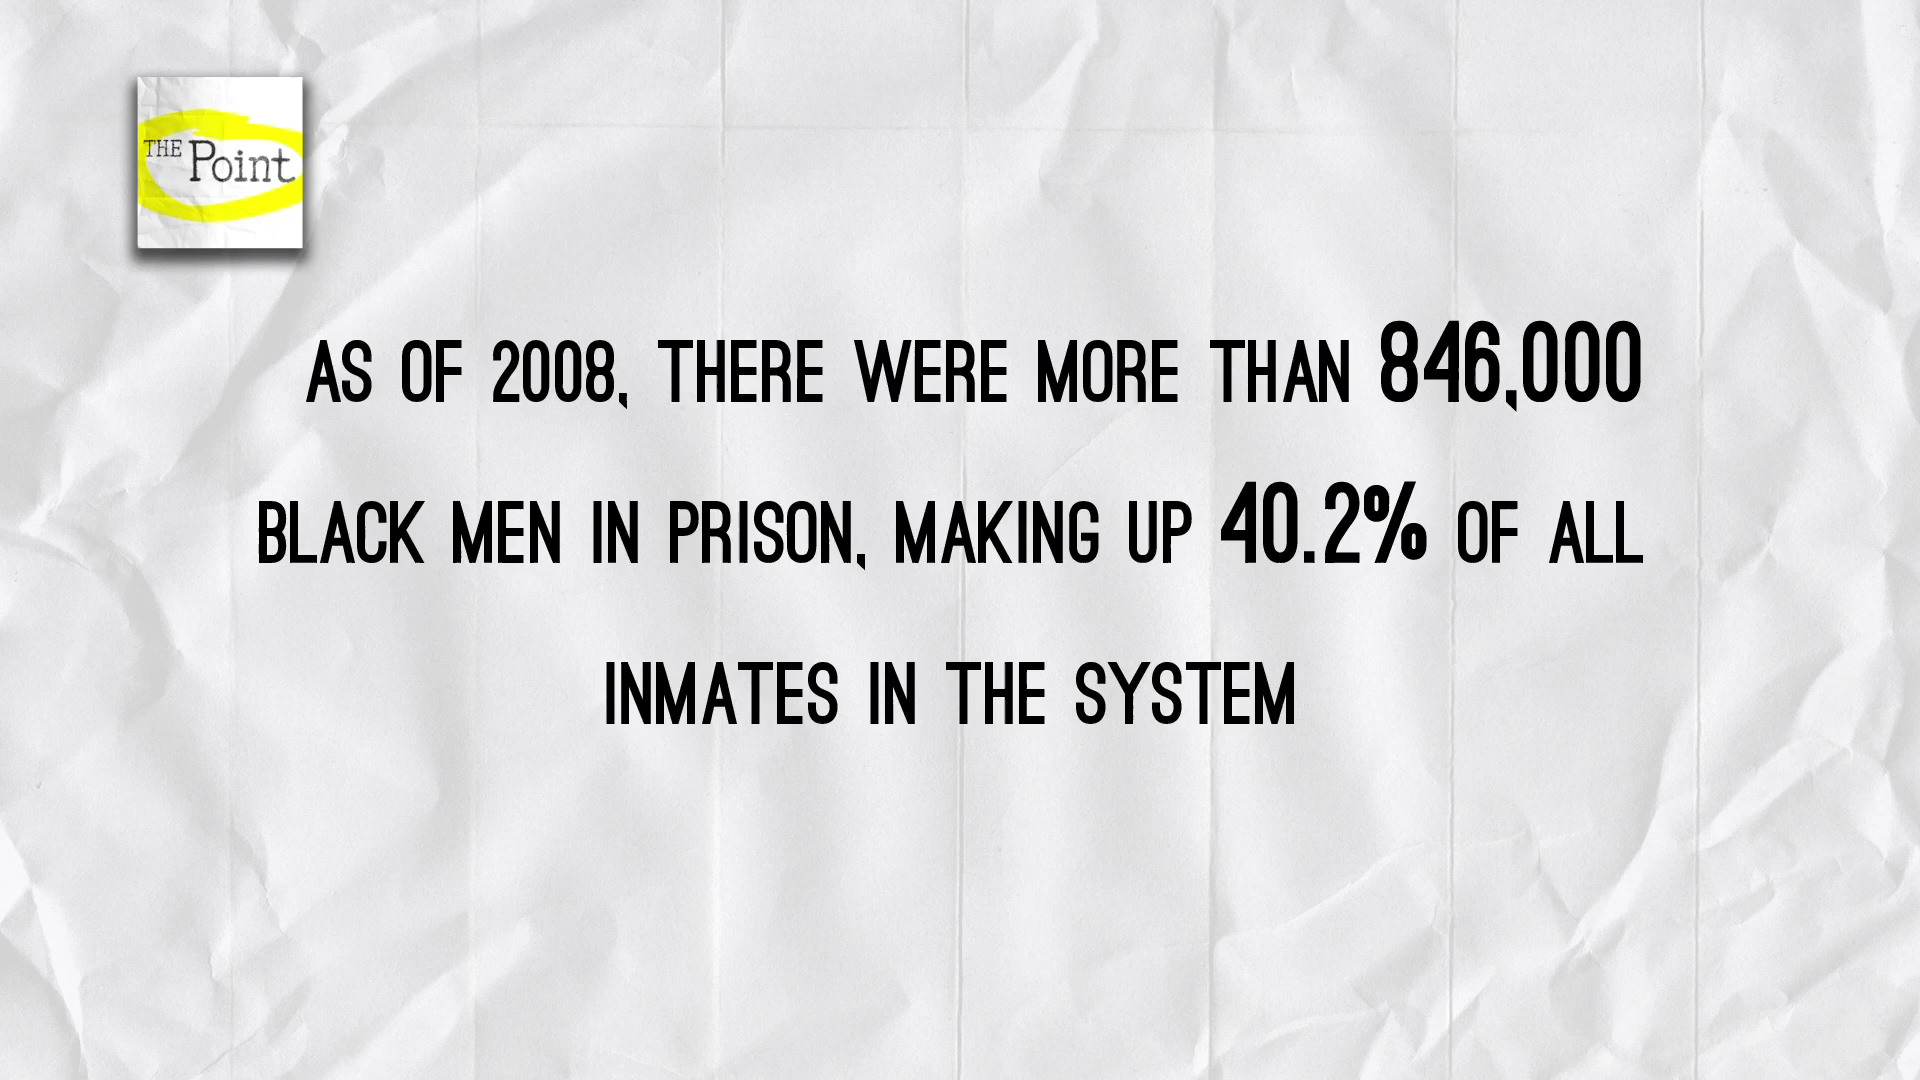 THE Point
AS OF 2008, THERE WERE MORE THAN 846,000
BLACK MEN IN PRISON, MAKING UP 40.2% OF ALL
INMATES IN THE SYSTEM